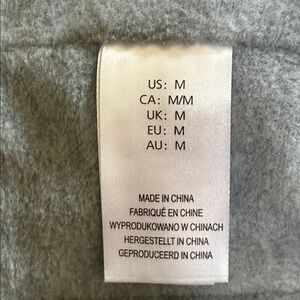 US: M
CA: M/M
UK: M
EU: M
AU: M
MADE IN CHINA
FABRIQUÉ EN CHINE
WYPRODUKOWANO W CHINACH
HERGESTELLT IN CHINA
GEPRODUCEERD IN CHINA